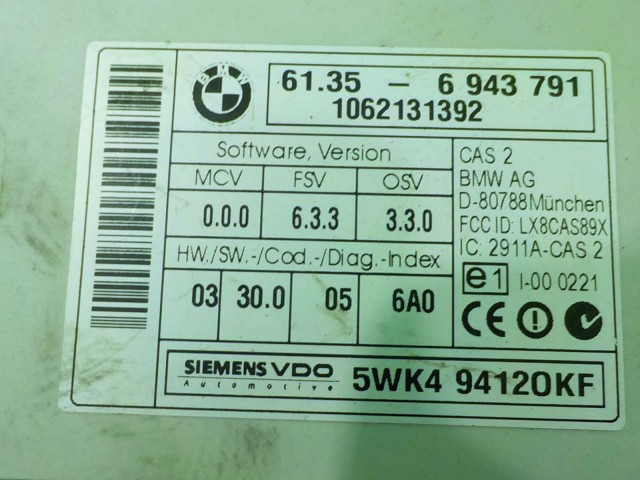 BMW
61.35 - 6 943 791
1062131392
Software, Version
MCV FSV OSV
0.0.0 6.3.3 3.3.0
HW./SW.-/Cod.-/Diag.-Index
03 30.0 05 6A0
CAS 2
BMW AG
D-80788 München
FCC ID: LX8CAS89X
IC: 2911A-CAS 2
e1 I-00 0221
CE
SIEMENS VDO
Automotive
5WK4 94120KF